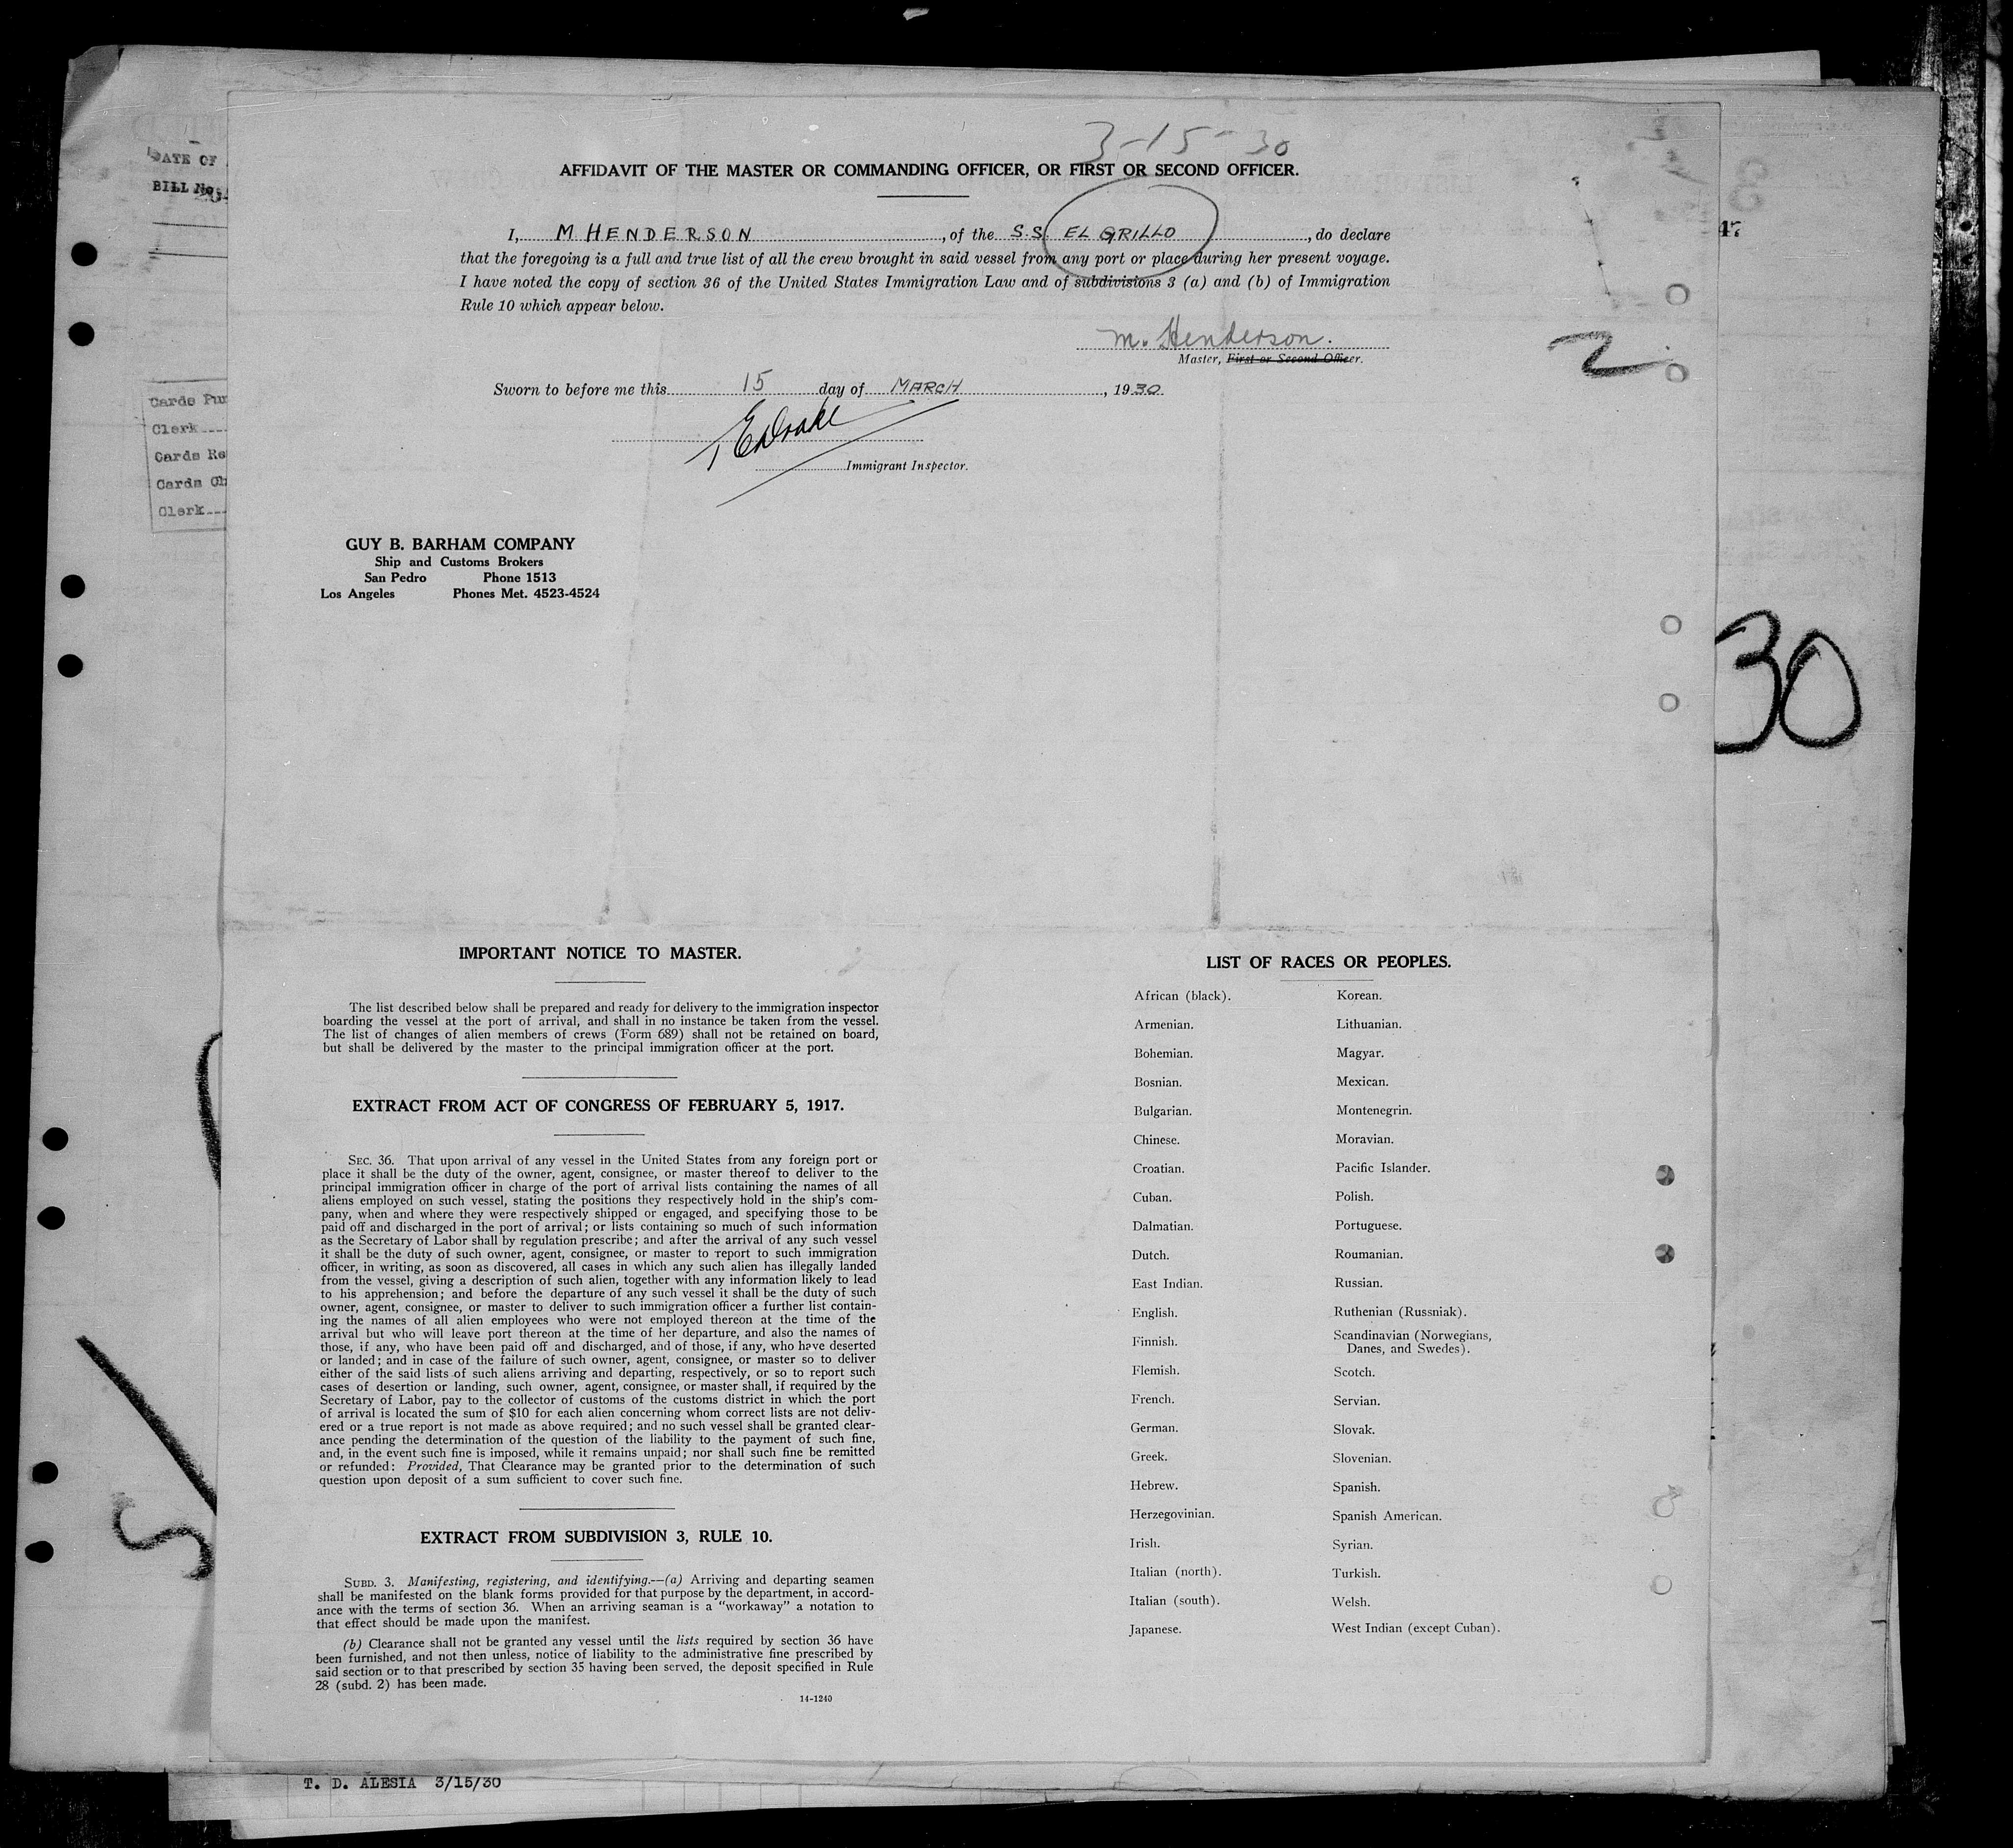 3-15-30
AFFIDAVIT OF THE MASTER OR COMMANDING OFFICER, OR FIRST OR SECOND OFFICER.
I, M HENDERSON, of the S.S. EL GRILLO, do declare
that the foregoing is a full and true list of all the crew brought in said vessel from any port or place during her present voyage.
I have noted the copy of section 36 of the United States Immigration Law and of subdivisions 3 (a) and (b) of Immigration
Rule 10 which appear below.
M. Henderson.
Master, First or Second Officer.
2
Sworn to before me this 15 day of MARCH, 1930
Immigrant Inspector.
DATE OF
BILL No.
47
Cards Pun
Clerk
Cards Re
Cards Ch
Clerk
GUY B. BARHAM COMPANY
Ship and Customs Brokers
San Pedro Phone 1513
Los Angeles Phones Met. 4523-4524
30
IMPORTANT NOTICE TO MASTER.
The list described below shall be prepared and ready for delivery to the immigration inspector
boarding the vessel at the port of arrival, and shall in no instance be taken from the vessel.
The list of changes of alien members of crews (Form 689) shall not be retained on board,
but shall be delivered by the master to the principal immigration officer at the port.
EXTRACT FROM ACT OF CONGRESS OF FEBRUARY 5, 1917.
SEC. 36. That upon arrival of any vessel in the United States from any foreign port or
place it shall be the duty of the owner, agent, consignee, or master thereof to deliver to the
principal immigration officer in charge of the port of arrival lists containing the names of all
aliens employed on such vessel, stating the positions they respectively hold in the ship's com-
pany, when and where they were respectively shipped or engaged, and specifying those to be
paid off and discharged in the port of arrival; or lists containing so much of such information
as the Secretary of Labor shall by regulation prescribe; and after the arrival of any such vessel
it shall be the duty of such owner, agent, consignee, or master to report to such immigration
officer, in writing, as soon as discovered, all cases in which any such alien has illegally landed
from the vessel, giving a description of such alien, together with any information likely to lead
to his apprehension; and before the departure of any such vessel it shall be the duty of such
owner, agent, consignee, or master to deliver to such immigration officer a further list contain-
ing the names of all alien employees who were not employed thereon at the time of the
arrival but who will leave port thereon at the time of her departure, and also the names of
those, if any, who have been paid off and discharged, and of those, if any, who have deserted
or landed; and in case of the failure of such owner, agent, consignee, or master so to deliver
either of the said lists of such aliens arriving and departing, respectively, or so to report such
cases of desertion or landing, such owner, agent, consignee, or master shall, if required by the
Secretary of Labor, pay to the collector of customs of the customs district in which the port
of arrival is located the sum of $10 for each alien concerning whom correct lists are not deliv-
ered or a true report is not made as above required; and no such vessel shall be granted clear-
ance pending the determination of the question of the liability to the payment of such fine,
and, in the event such fine is imposed, while it remains unpaid; nor shall such fine be remitted
or refunded: Provided, That Clearance may be granted prior to the determination of such
question upon deposit of a sum sufficient to cover such fine.
EXTRACT FROM SUBDIVISION 3, RULE 10.
SUBD. 3. Manifesting, registering, and identifying.—(a) Arriving and departing seamen
shall be manifested on the blank forms provided for that purpose by the department, in accord-
ance with the terms of section 36. When an arriving seaman is a "workaway" a notation to
that effect should be made upon the manifest.
(b) Clearance shall not be granted any vessel until the lists required by section 36 have
been furnished, and not then unless, notice of liability to the administrative fine prescribed by
said section or to that prescribed by section 35 having been served, the deposit specified in Rule
28 (subd. 2) has been made.
14-1240
LIST OF RACES OR PEOPLES.
African (black).
Armenian.
Bohemian.
Bosnian.
Bulgarian.
Chinese.
Croatian.
Cuban.
Dalmatian.
Dutch.
East Indian.
English.
Finnish.
Flemish.
French.
German.
Greek.
Hebrew.
Herzegovinian.
Irish.
Italian (north).
Italian (south).
Japanese.
Korean.
Lithuanian.
Magyar.
Mexican.
Montenegrin.
Moravian.
Pacific Islander.
Polish.
Portuguese.
Roumanian.
Russian.
Ruthenian (Russniak).
Scandinavian (Norwegians,
Danes, and Swedes).
Scotch.
Servian.
Slovak.
Slovenian.
Spanish.
Spanish American.
Syrian.
Turkish.
Welsh.
West Indian (except Cuban).
T. D. ALESIA 3/15/30